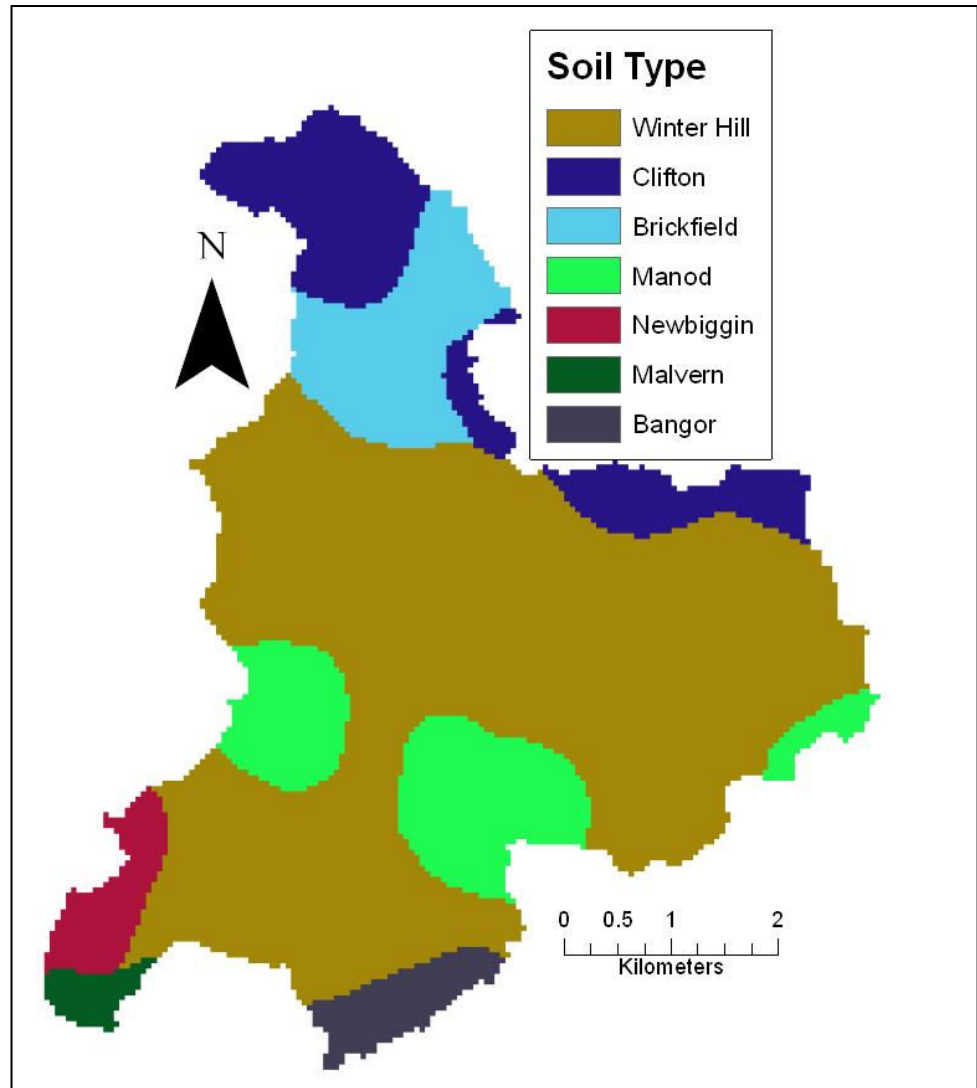 Soil Type
Winter Hill
Clifton
Brickfield
Manod
Newbiggin
Malvern
Bangor
N
0 0.5 1 2
Kilometers